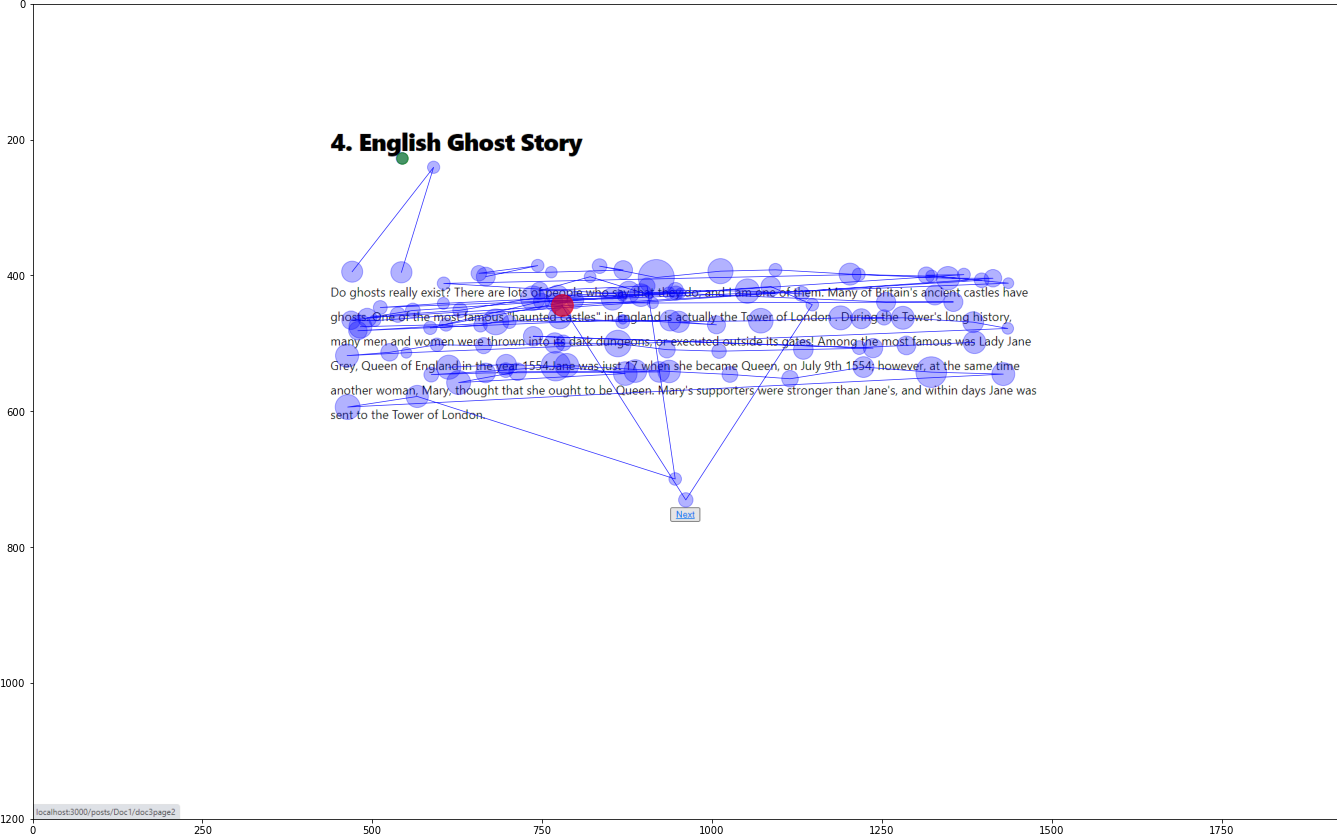 0
200
4. English Ghost Story
400
Do ghosts really exist? There are lots of people who say that they do, and I am one of them. Many of Britain's ancient castles have
ghosts. One of the most famous "haunted castles" in England is actually the Tower of London . During the Tower's long history,
many men and women were thrown into its dark dungeons, or executed outside its gates! Among the most famous was Lady Jane
Grey, Queen of England in the year 1554. Jane was just 17 when she became Queen, on July 9th 1554; however, at the same time
another woman, Mary, thought that she ought to be Queen. Mary's supporters were stronger than Jane's, and within days Jane was
600
sent to the Tower of London.
Next
800
1000
localhost:3000/posts/Doc1/doc3page2
1200
0 250 500 750 1000 1250 1500 1750